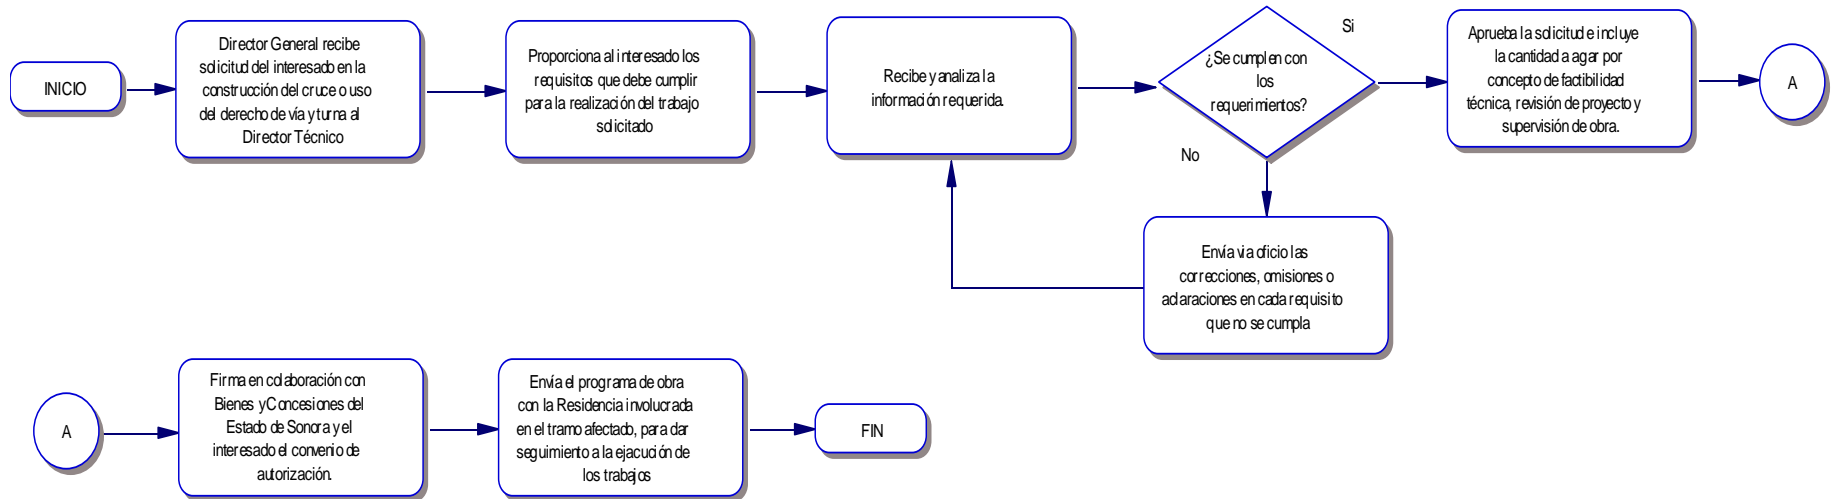 INICIO
Director General recibe
solicitud del interesado en la
construcción del cruce o uso
del derecho de vía y turna al
Director Técnico
Proporciona al interesado los
requisitos que debe cumplir
para la realización del trabajo
solicitado
Recibe y analiza la
información requerida.
¿Se cumplen con
los
requerimientos?
Si
No
Aprueba la solicitud e incluye
la cantidad a agar por
concepto de factibilidad
técnica, revisión de proyecto y
supervisión de obra.
A
Envía via oficio las
correcciones, omisiones o
aclaraciones en cada requisito
que no se cumpla
A
Firma en colaboración con
Bienes y Concesiones del
Estado de Sonora y el
interesado el convenio de
autorización.
Envía el programa de obra
con la Residencia involucrada
en el tramo afectado, para dar
seguimiento a la ejacución de
los trabajos
FIN